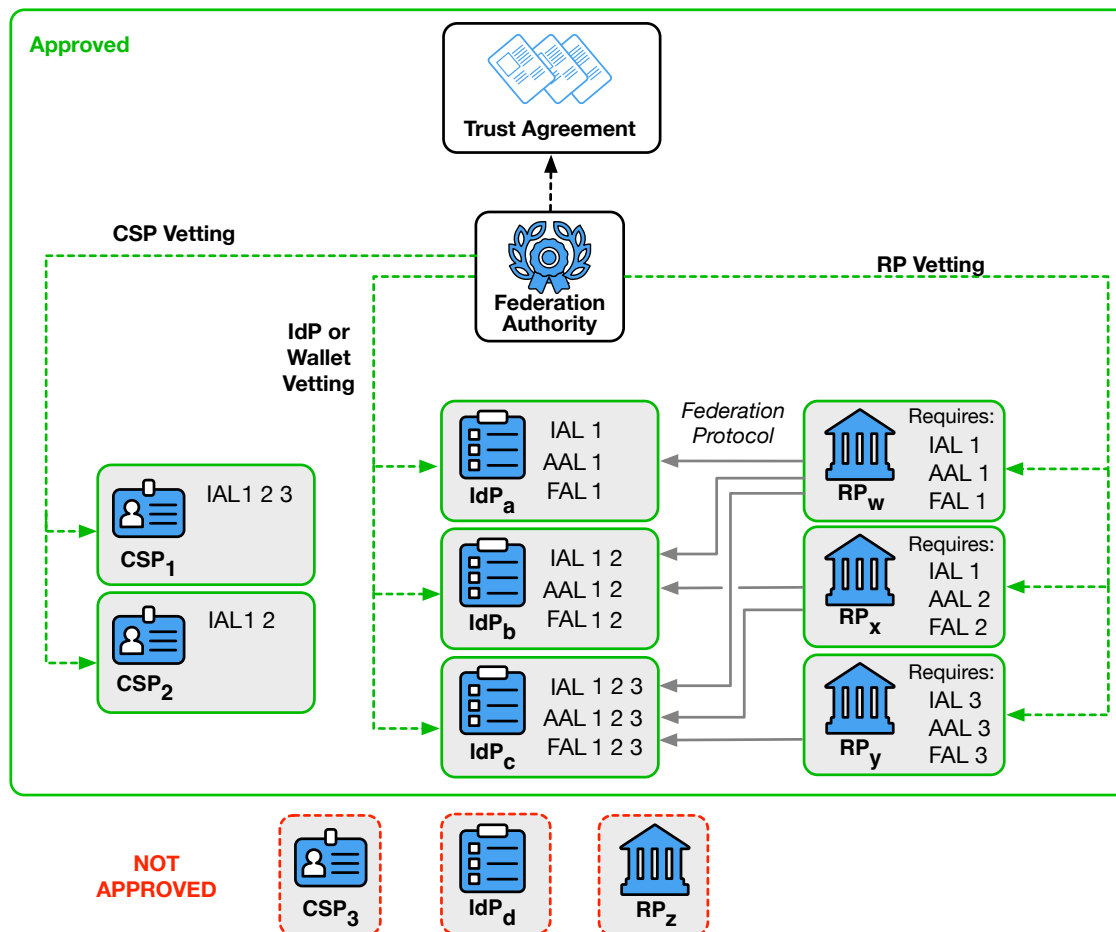 Approved
Trust Agreement
CSP Vetting
Federation
Authority
RP Vetting
IdP or
Wallet
Vetting
IAL1 2 3
CSP1
IAL1 2
CSP2
IAL 1
AAL 1
FAL 1
IdPa
IAL 1 2
AAL 1 2
FAL 1 2
IdPb
IAL 1 2 3
AAL 1 2 3
FAL 1 2 3
IdPc
Federation
Protocol
Requires:
IAL 1
AAL 1
FAL 1
RPw
Requires:
IAL 1
AAL 2
FAL 2
RPx
Requires:
IAL 3
AAL 3
FAL 3
RPy
NOT
APPROVED
CSP3
IdPd
RPz